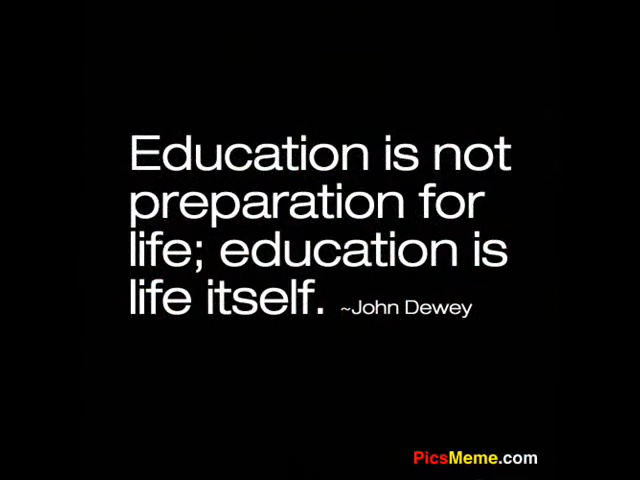 Education is not
preparation for
life; education is
life itself. ~John Dewey
PicsMeme.com